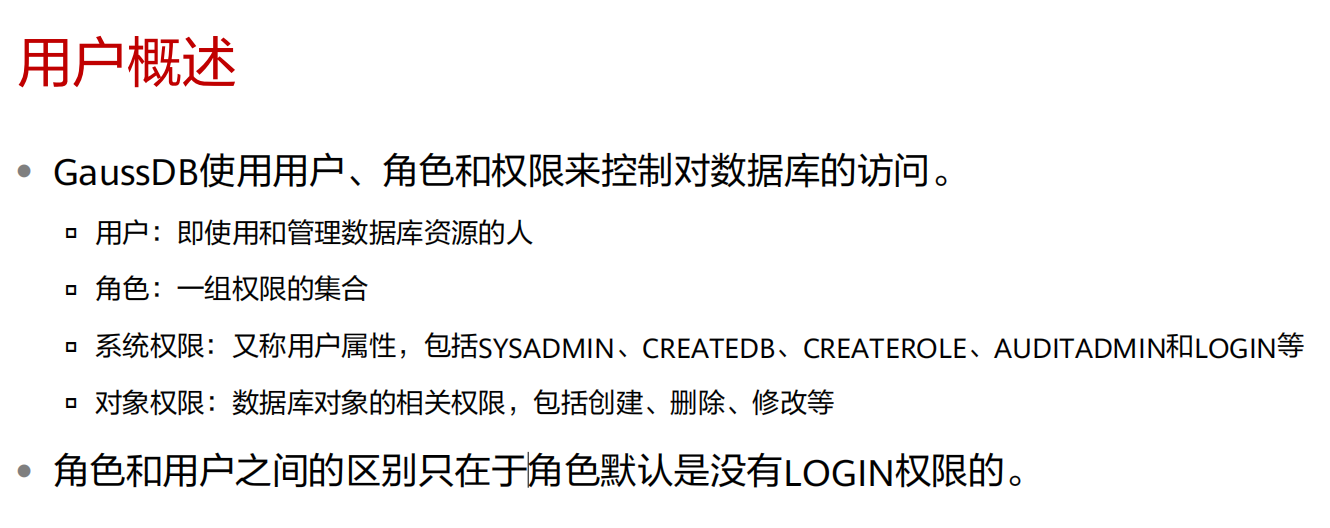 用户概述
GaussDB使用用户、角色和权限来控制对数据库的访问。
用户：即使用和管理数据库资源的人
角色：一组权限的集合
系统权限：又称用户属性，包括SYSADMIN、CREATEDB、CREATEROLE、AUDITADMIN和LOGIN等
对象权限：数据库对象的相关权限，包括创建、删除、修改等
角色和用户之间的区别只在于角色默认是没有LOGIN权限的。